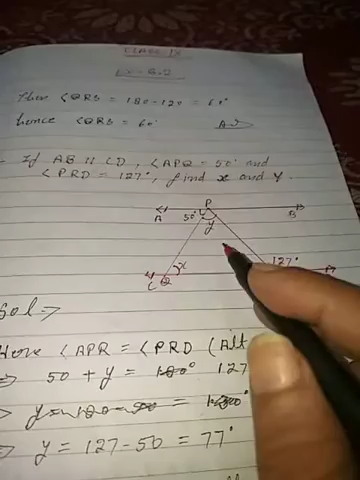 CLASS IX
EX - 6.2
Then ∠QRS = 180 - 120 = 60°
hence ∠QRS = 60°
If AB || CD, ∠APQ = 50° and
∠PRD = 127°, find x and y.
P
A
B
50°
y
x
127°
C
Q
Sol ⇒
Here ∠APR = ∠PRD (Alt
⇒ 50 + y = 127
⇒ y =
⇒ y = 127 - 50 = 77°